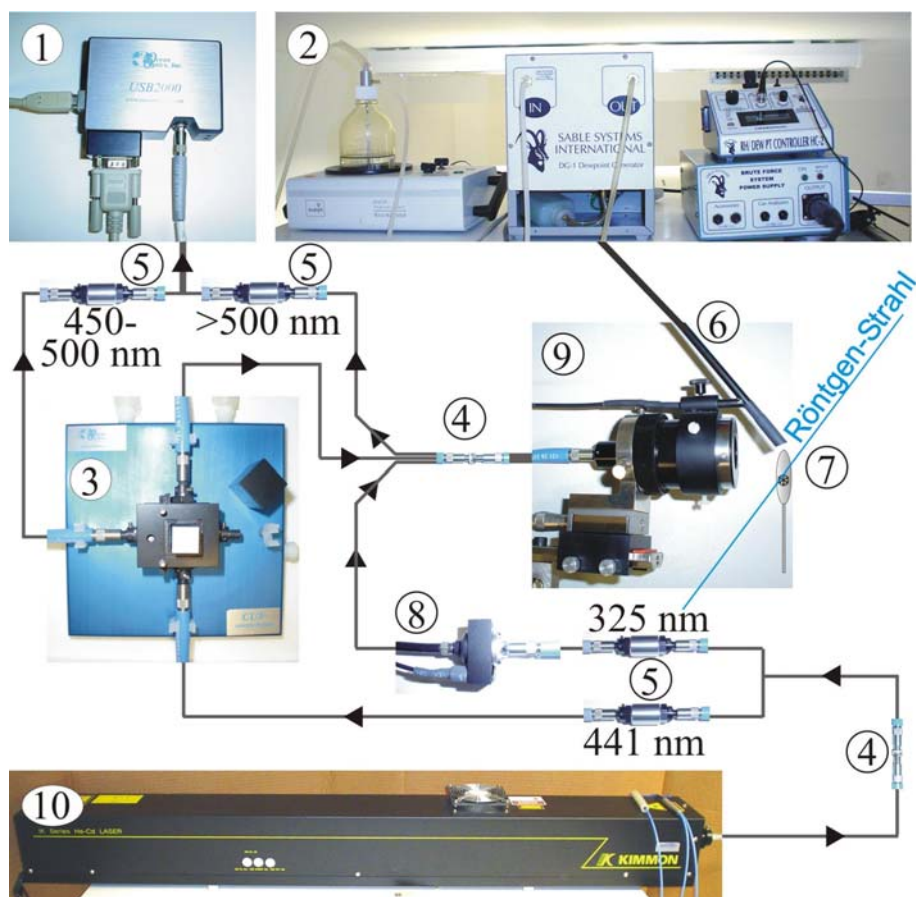 1
2
USB2000
IN
OUT
SABLE SYSTEMS
INTERNATIONAL
DG-1 Dewpoint Generator
RH/ DEW PT CONTROLLER HC-2
BRUTE FORCE
SYSTEM
POWER SUPPLY
OUTPUT
5
5
450-
500 nm
>500 nm
6
Röntgen-Strahl
9
4
3
7
8
325 nm
5
441 nm
4
10
IK Series He-Cd LASER
KIMMON